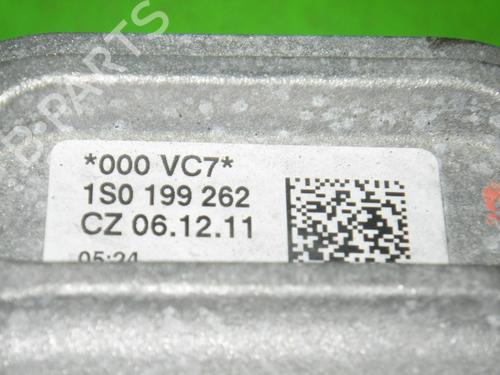 B-PARTS
*000 VC7*
1S0 199 262
CZ 06.12.11
05:24